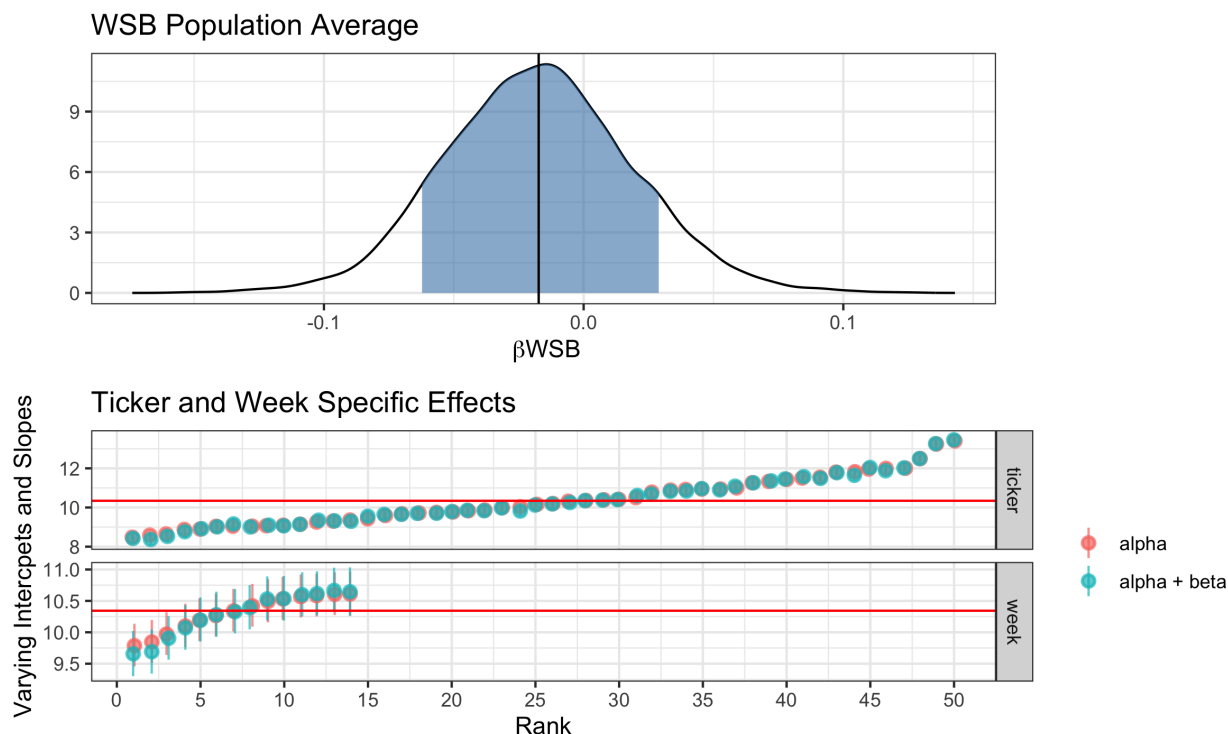 WSB Population Average
9
6
3
0
-0.1 0.0 0.1
βWSB
Ticker and Week Specific Effects
Varying Intercpets and Slopes
12
10
8
ticker
11.0
10.5
10.0
9.5
week
0 5 10 15 20 25 30 35 40 45 50
Rank
alpha
alpha + beta